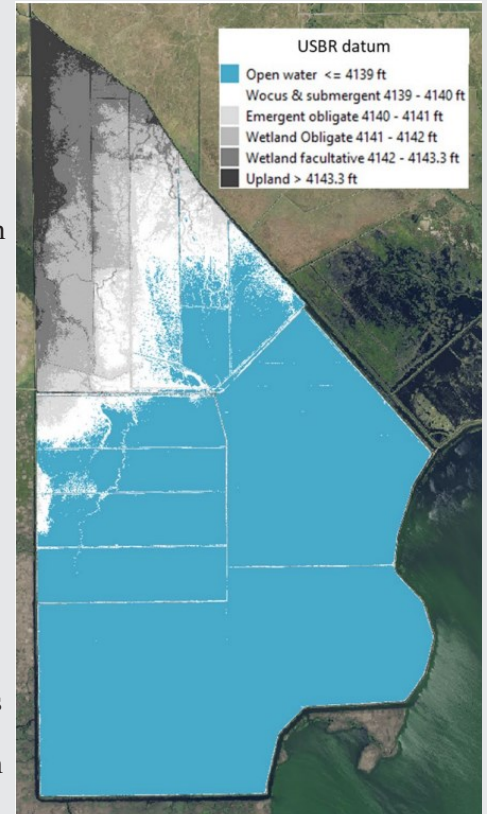 USBR datum
Open water <= 4139 ft
Wocus & submergent 4139 - 4140 ft
Emergent obligate 4140 - 4141 ft
Wetland Obligate 4141 - 4142 ft
Wetland facultative 4142 - 4143.3 ft
Upland > 4143.3 ft